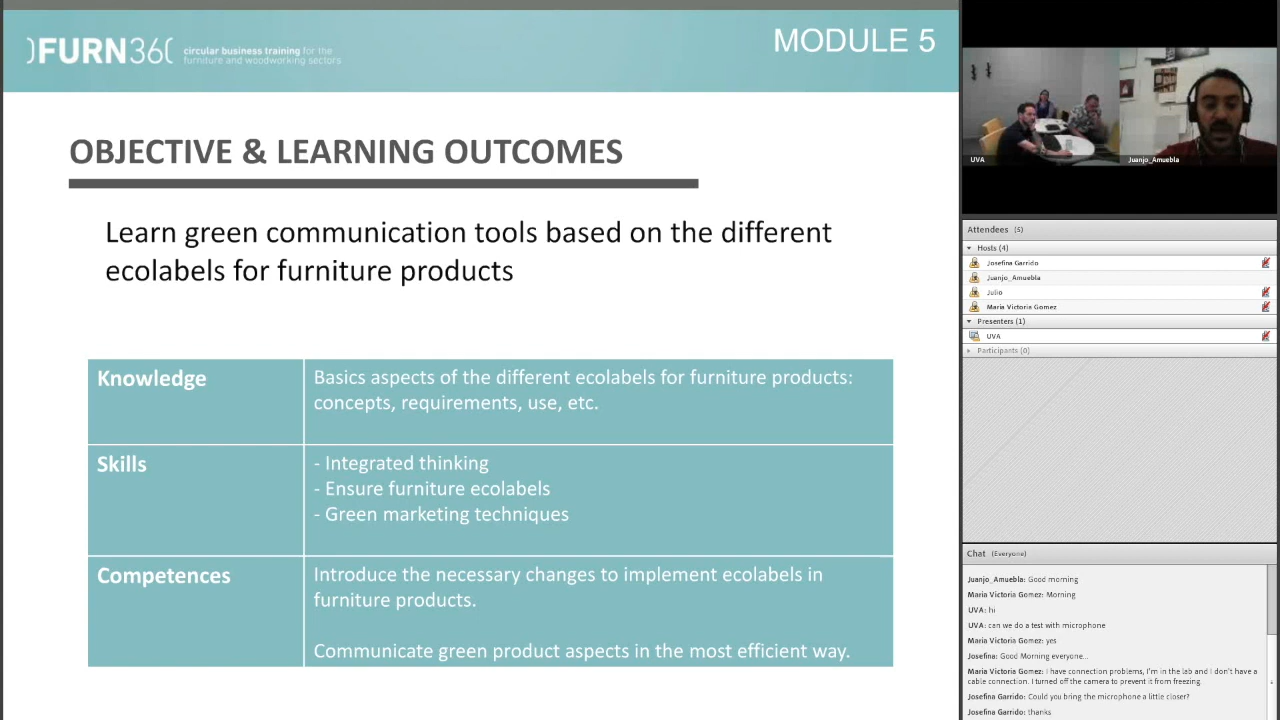 )FURN36( circular business training for the
furniture and woodworking sectors
MODULE 5
OBJECTIVE & LEARNING OUTCOMES
Learn green communication tools based on the different
ecolabels for furniture products
Knowledge
Basics aspects of the different ecolabels for furniture products:
concepts, requirements, use, etc.
Skills
- Integrated thinking
- Ensure furniture ecolabels
- Green marketing techniques
Competences
Introduce the necessary changes to implement ecolabels in
furniture products.
Communicate green product aspects in the most efficient way.
UVA
Juanjo_Amuebla
Attendees (5)
Hosts (4)
Josefina Garrido
Juanjo_Amuebla
Julio
Maria Victoria Gomez
Presenters (1)
UVA
Participants (0)
Chat (Everyone)
Juanjo_Amuebla: Good morning
Maria Victoria Gomez: Morning
UVA: hi
UVA: can we do a test with microphone
Maria Victoria Gomez: yes
Josefina: Good Morning everyone...
Maria Victoria Gomez: I have connection problems, I'm in the lab and I don't have a
cable connection. I turned off the camera to prevent it from freezing.
Josefina Garrido: Could you bring the microphone a little closer?
Josefina Garrido: thanks